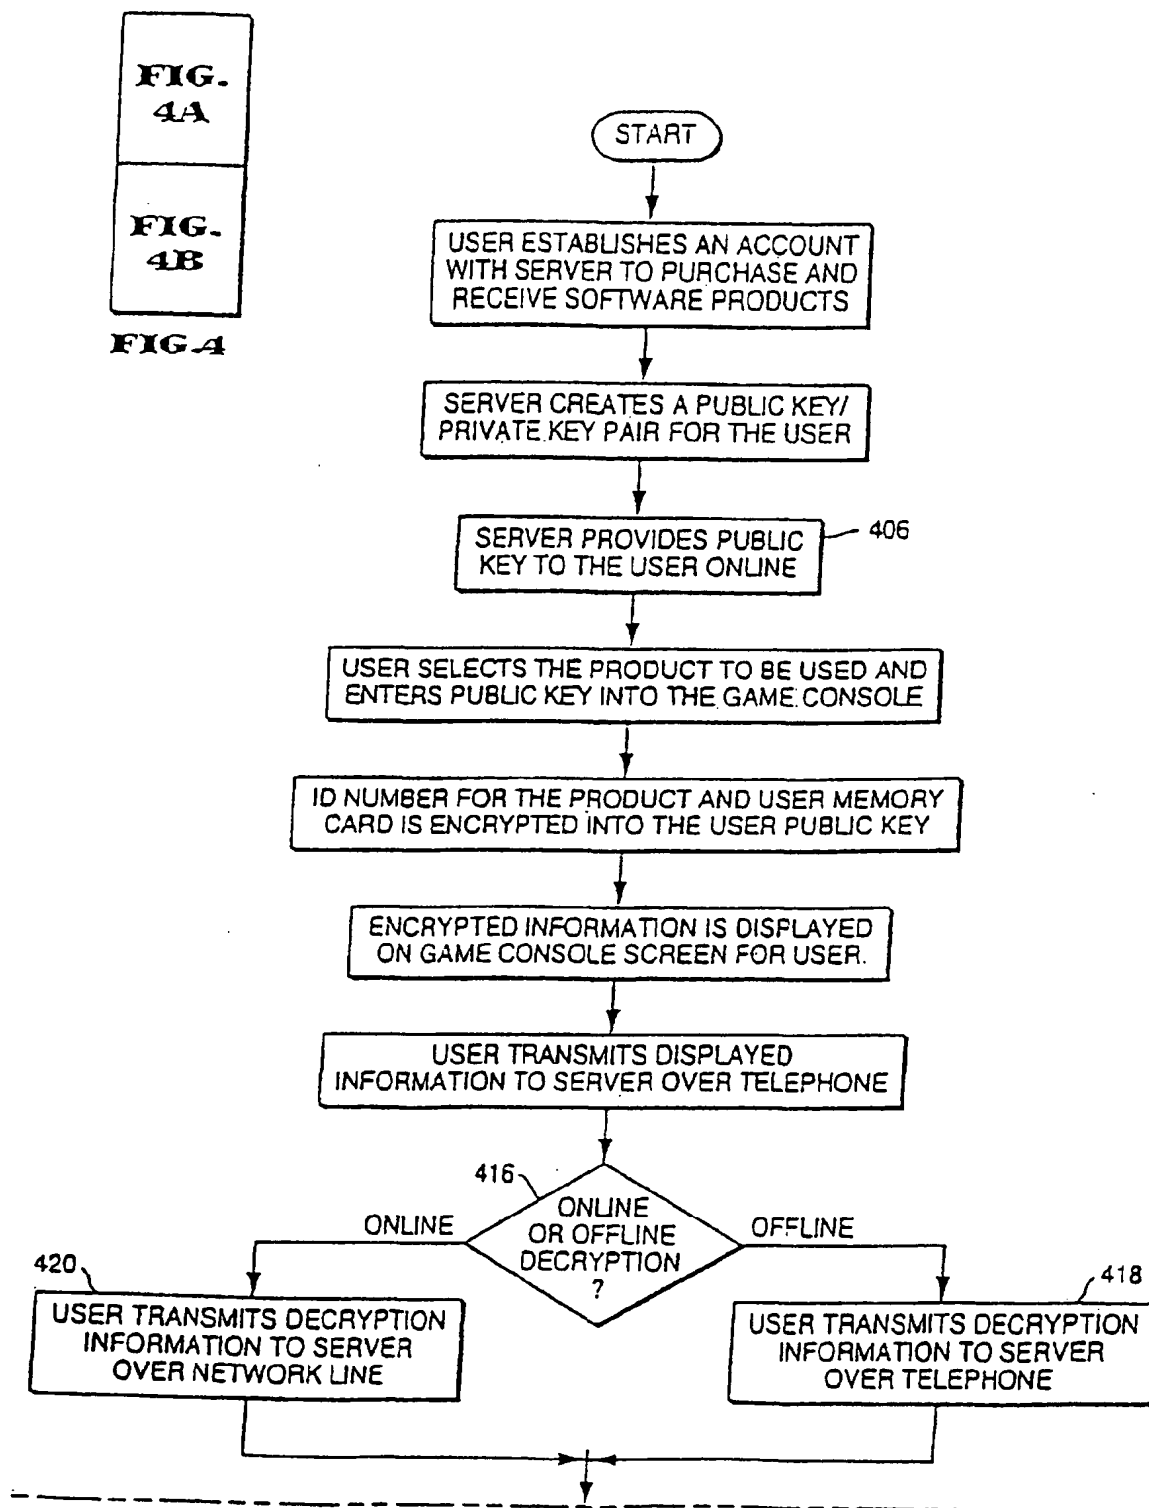 FIG.
4A
FIG.
4B
FIG.4
START
USER ESTABLISHES AN ACCOUNT
WITH SERVER TO PURCHASE AND
RECEIVE SOFTWARE PRODUCTS
SERVER CREATES A PUBLIC KEY/
PRIVATE KEY PAIR FOR THE USER
SERVER PROVIDES PUBLIC
KEY TO THE USER ONLINE
406
USER SELECTS THE PRODUCT TO BE USED AND
ENTERS PUBLIC KEY INTO THE GAME CONSOLE
ID NUMBER FOR THE PRODUCT AND USER MEMORY
CARD IS ENCRYPTED INTO THE USER PUBLIC KEY
ENCRYPTED INFORMATION IS DISPLAYED
ON GAME CONSOLE SCREEN FOR USER.
USER TRANSMITS DISPLAYED
INFORMATION TO SERVER OVER TELEPHONE
416
ONLINE
OR OFFLINE
DECRYPTION
?
ONLINE
OFFLINE
420
USER TRANSMITS DECRYPTION
INFORMATION TO SERVER
OVER NETWORK LINE
418
USER TRANSMITS DECRYPTION
INFORMATION TO SERVER
OVER TELEPHONE